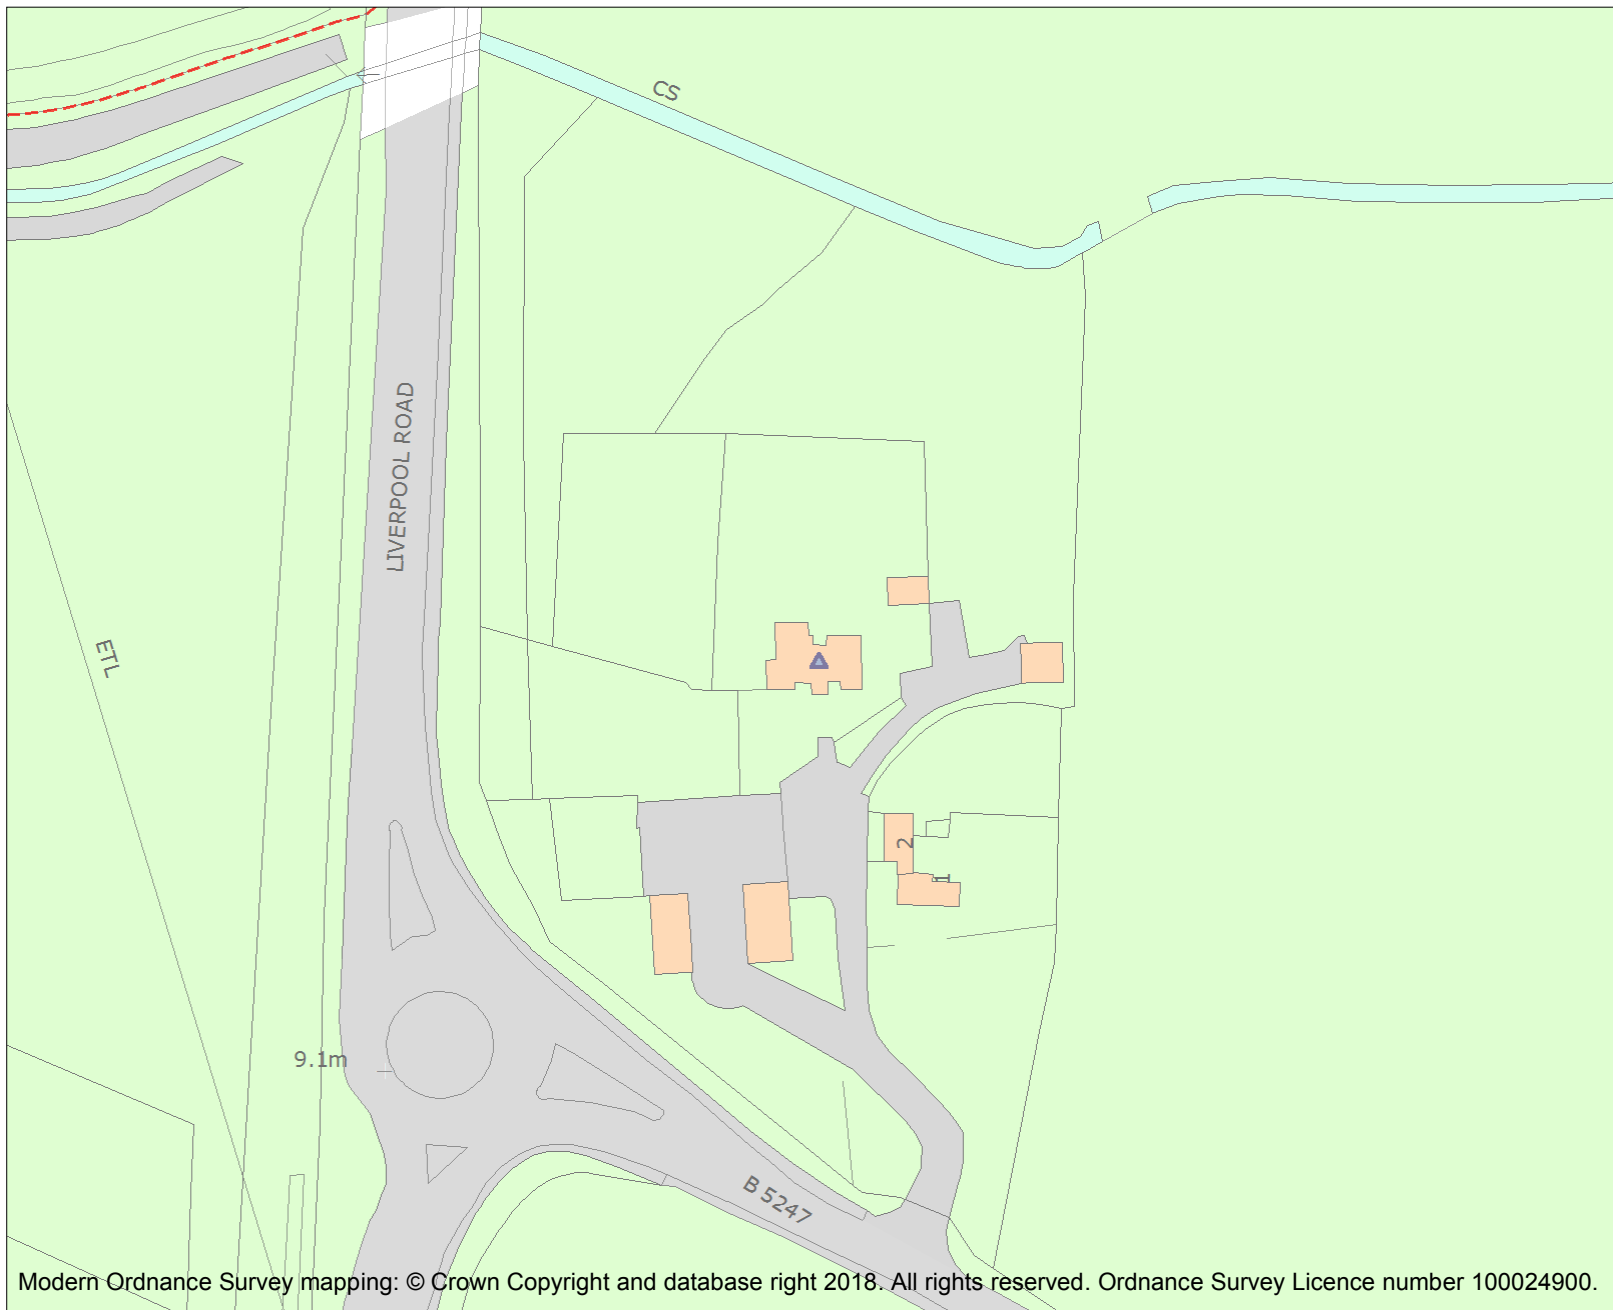 CS
LIVERPOOL ROAD
ETL
2
1
9.1m
B 5247
Modern Ordnance Survey mapping: © Crown Copyright and database right 2018. All rights reserved. Ordnance Survey Licence number 100024900.